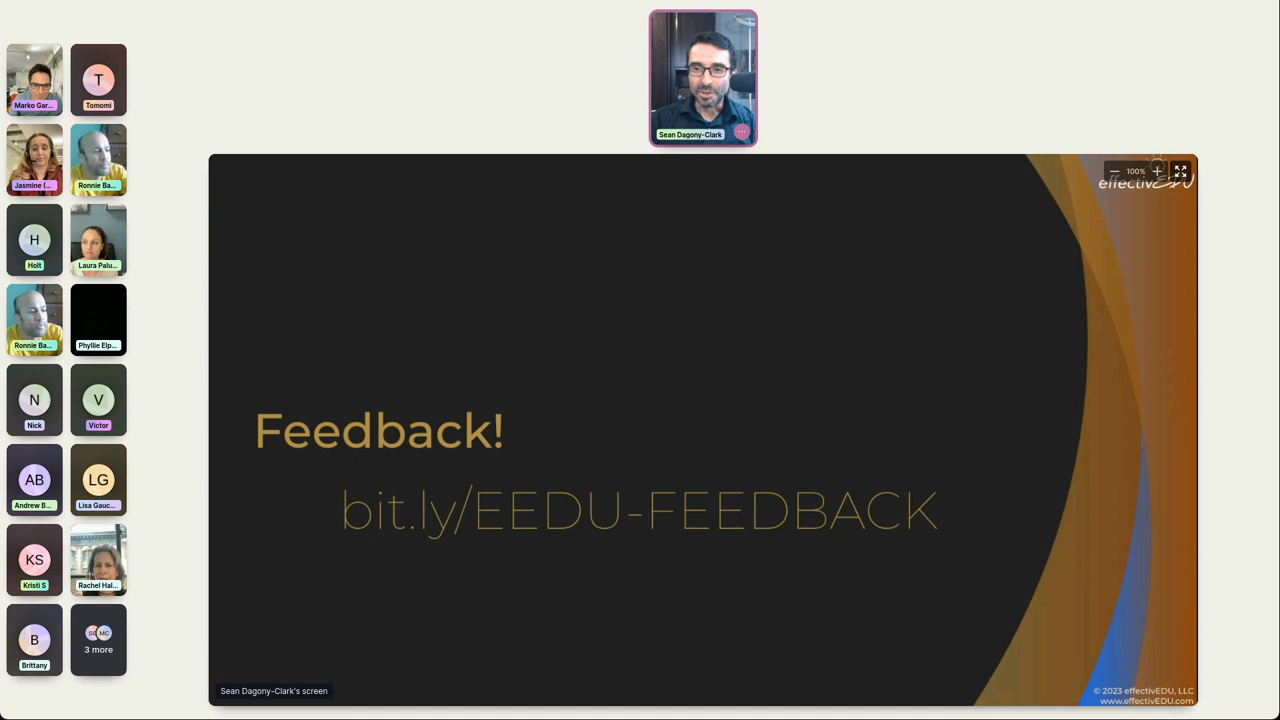 Sean Dagony-Clark
Marko Gar...
T
Tomomi
Jasmine (...
Ronnie Ba...
H
Holt
Laura Palu...
Ronnie Ba...
Phyllie Elp...
N
Nick
V
Victor
AB
Andrew B...
LG
Lisa Gauc...
KS
Kristi S
Rachel Hal...
B
Brittany
MC
3 more
100%
effectivEDU
Feedback!
bit.ly/EEDU-FEEDBACK
Sean Dagony-Clark's screen
© 2023 effectivEDU, LLC
www.effectivEDU.com